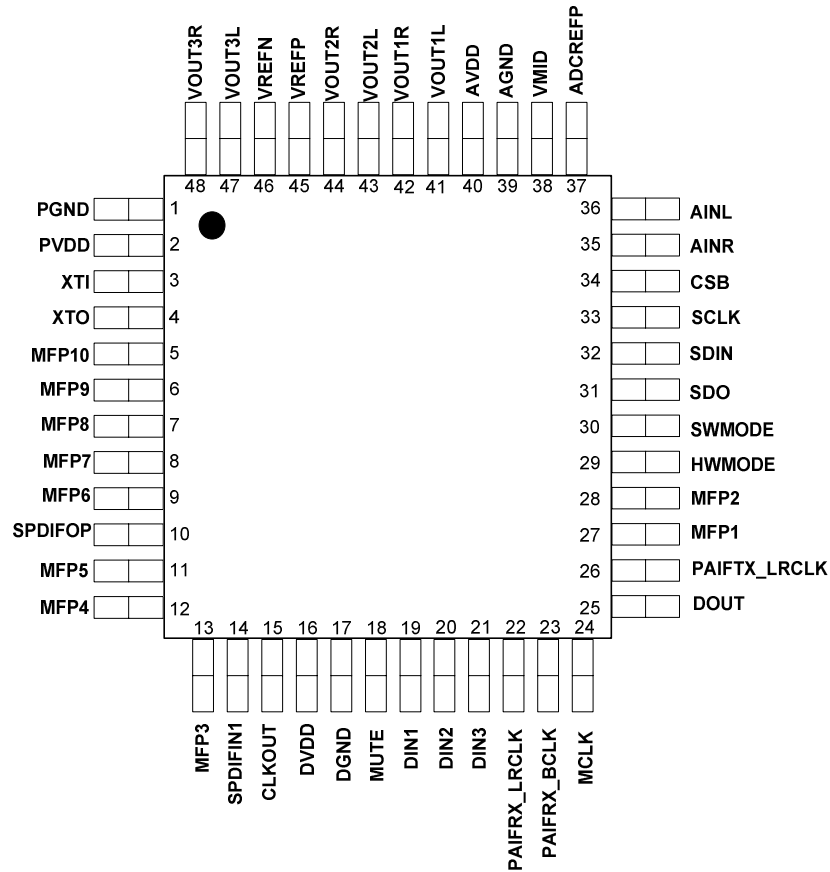 VOUT3R VOUT3L VREFN VREFP VOUT2R VOUT2L VOUT1R VOUT1L AVDD AGND VMID ADCREFP
48 47 46 45 44 43 42 41 40 39 38 37
PGND 1 36 AINL
PVDD 2 35 AINR
XTI 3 34 CSB
XTO 4 33 SCLK
MFP10 5 32 SDIN
MFP9 6 31 SDO
MFP8 7 30 SWMODE
MFP7 8 29 HWMODE
MFP6 9 28 MFP2
SPDIFOP 10 27 MFP1
MFP5 11 26 PAIFTX_LRCLK
MFP4 12 25 DOUT
13 14 15 16 17 18 19 20 21 22 23 24
MFP3 SPDIFIN1 CLKOUT DVDD DGND MUTE DIN1 DIN2 DIN3 PAIFRX_LRCLK PAIFRX_BCLK MCLK